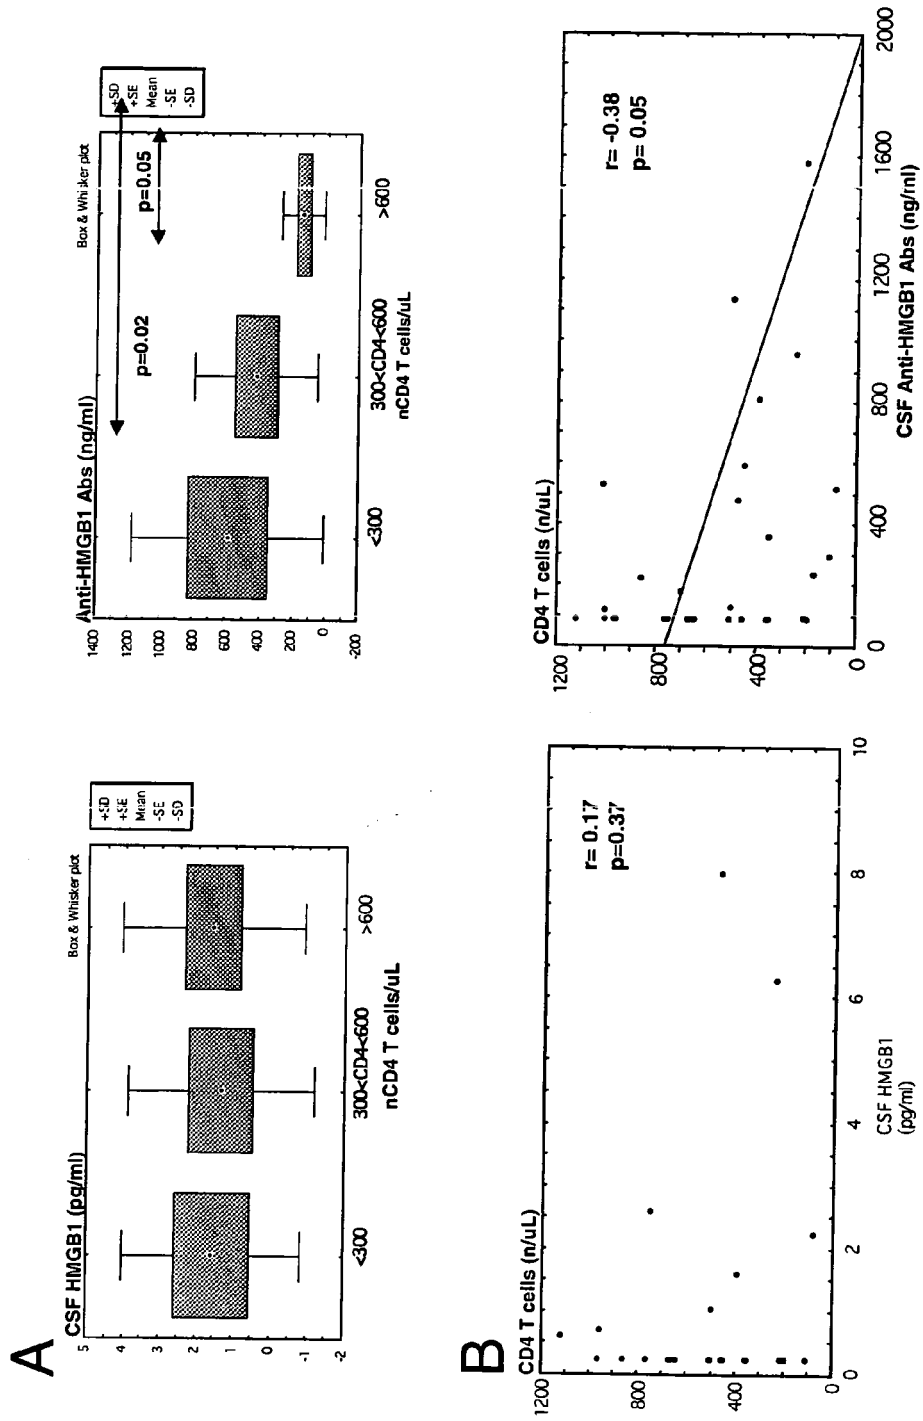 A
CSF HMGB1 (pg/ml)
Box & Whisker plot
+SD
+SE
Mean
-SE
-SD
5
4
3
2
1
0
-1
-2
<300
300<CD4<600
>600
nCD4 T cells/uL
Anti-HMGB1 Abs (ng/ml)
Box & Whisker plot
+SD
+SE
Mean
-SE
-SD
p=0.02
p=0.05
1400
1200
1000
800
600
400
200
0
-200
<300
300<CD4<600
>600
nCD4 T cells/uL
B
CD4 T cells (n/uL)
r= 0.17
p=0.37
1200
800
400
0
0
2
4
6
8
10
CSF HMGB1
(pg/ml)
CD4 T cells (n/uL)
r= -0.38
p= 0.05
1200
800
400
0
0
400
800
1200
1600
2000
CSF Anti-HMGB1 Abs (ng/ml)